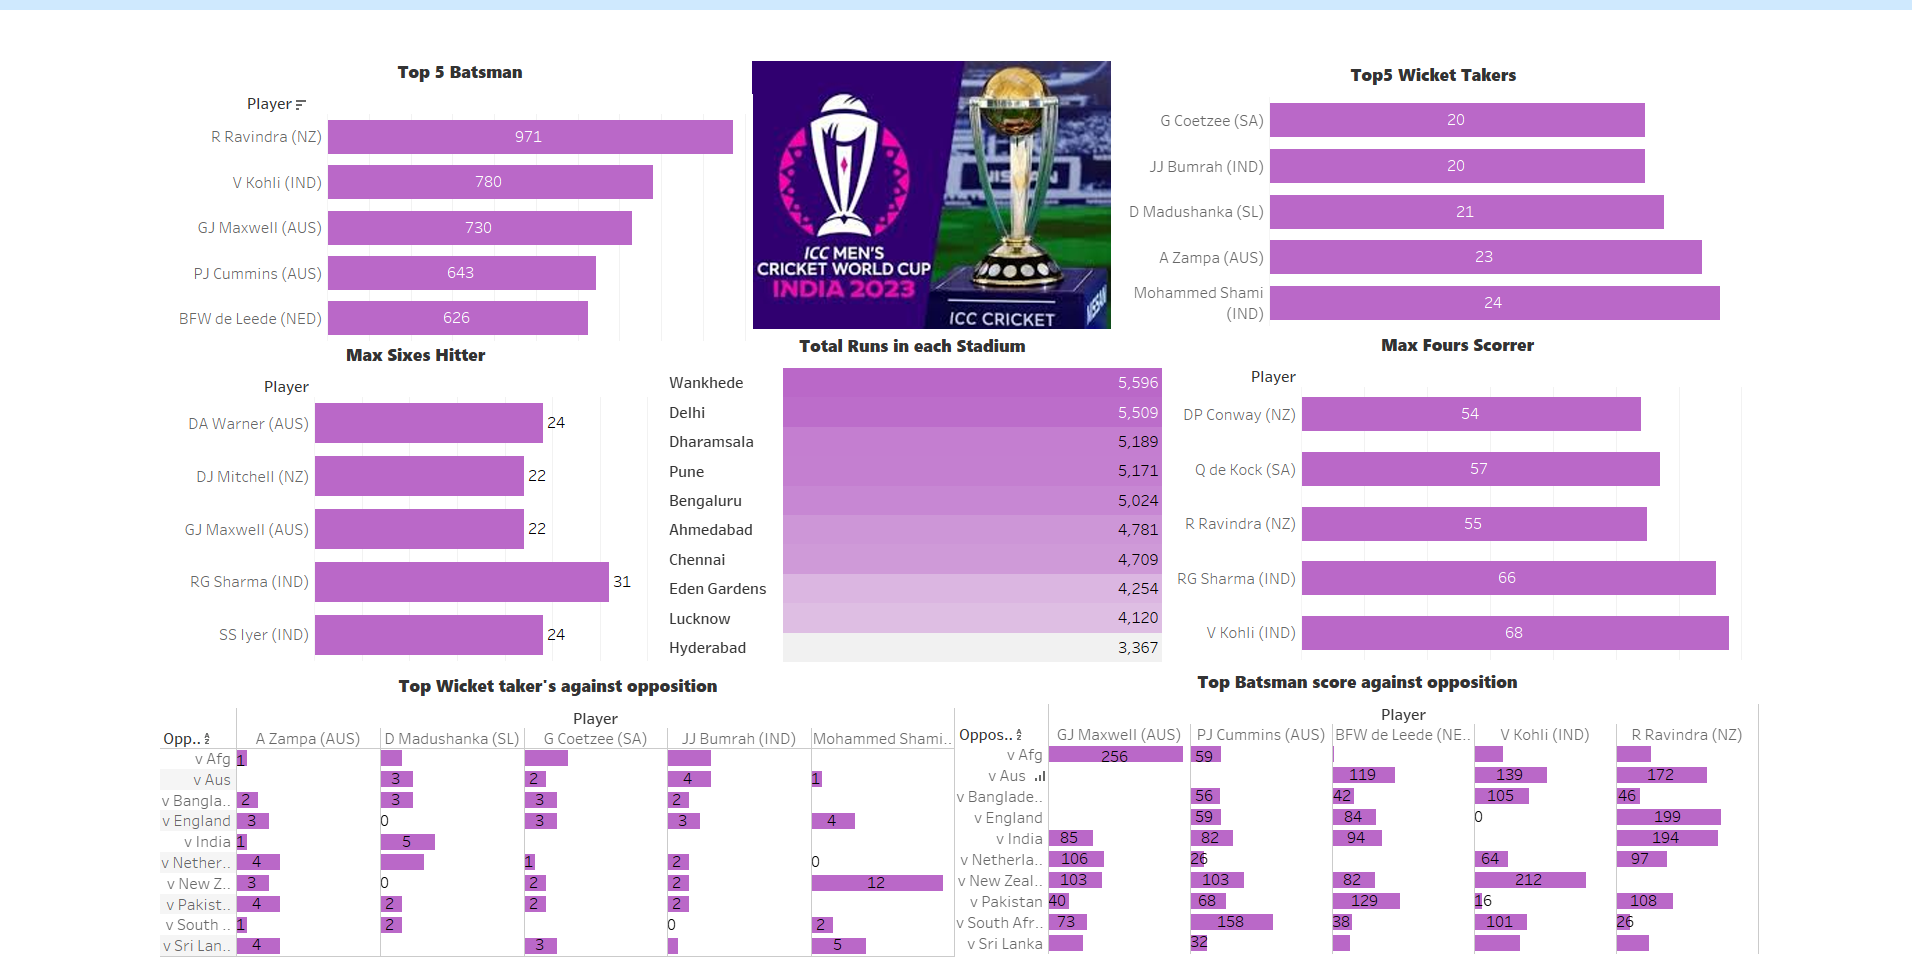 Top 5 Batsman
Player
R Ravindra (NZ) 971
V Kohli (IND) 780
GJ Maxwell (AUS) 730
PJ Cummins (AUS) 643
BFW de Leede (NED) 626
ICC MEN'S
CRICKET WORLD CUP
INDIA 2023
NISSAN
ICC CRICKET
NISSAN
Top5 Wicket Takers
G Coetzee (SA) 20
JJ Bumrah (IND) 20
D Madushanka (SL) 21
A Zampa (AUS) 23
Mohammed Shami
(IND) 24
Max Sixes Hitter
Player
DA Warner (AUS) 24
DJ Mitchell (NZ) 22
GJ Maxwell (AUS) 22
RG Sharma (IND) 31
SS Iyer (IND) 24
Total Runs in each Stadium
Wankhede 5,596
Delhi 5,509
Dharamsala 5,189
Pune 5,171
Bengaluru 5,024
Ahmedabad 4,781
Chennai 4,709
Eden Gardens 4,254
Lucknow 4,120
Hyderabad 3,367
Max Fours Scorrer
Player
DP Conway (NZ) 54
Q de Kock (SA) 57
R Ravindra (NZ) 55
RG Sharma (IND) 66
V Kohli (IND) 68
Top Wicket taker's against opposition
Player
Opp.. A Zampa (AUS) D Madushanka (SL) G Coetzee (SA) JJ Bumrah (IND) Mohammed Shami..
v Afg 1
v Aus 3 2 4 1
v Bangla.. 2 3 3 2
v England 3 0 3 3 4
v India 1 5
v Nether.. 4 1 2 0
v New Z.. 3 0 2 2 12
v Pakist.. 4 2 2 2
v South .. 1 2 0 2
v Sri Lan.. 4 3 5
Top Batsman score against opposition
Player
Oppos.. GJ Maxwell (AUS) PJ Cummins (AUS) BFW de Leede (NE.. V Kohli (IND) R Ravindra (NZ)
v Afg 256 59
v Aus 119 139 172
v Banglade.. 56 42 105 46
v England 59 84 0 199
v India 85 82 94 194
v Netherla.. 106 26 64 97
v New Zeal.. 103 103 82 212
v Pakistan 40 68 129 16 108
v South Afr.. 73 158 38 101 26
v Sri Lanka 32